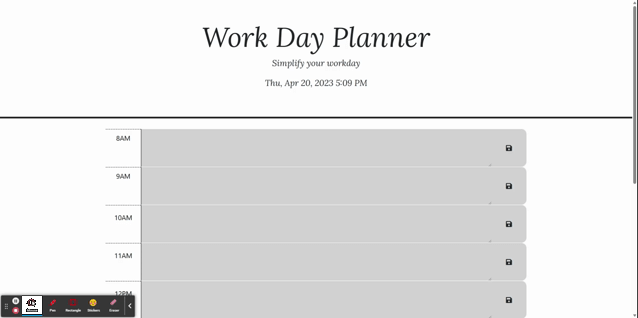 Work Day Planner
Simplify your workday
Thu, Apr 20, 2023 5:09 PM
8AM
9AM
10AM
11AM
12PM
Pen
Rectangle
Stickers
Eraser